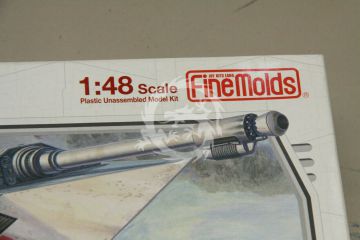 1:48 Scale
Plastic Unassembled Model Kit
FineMolds